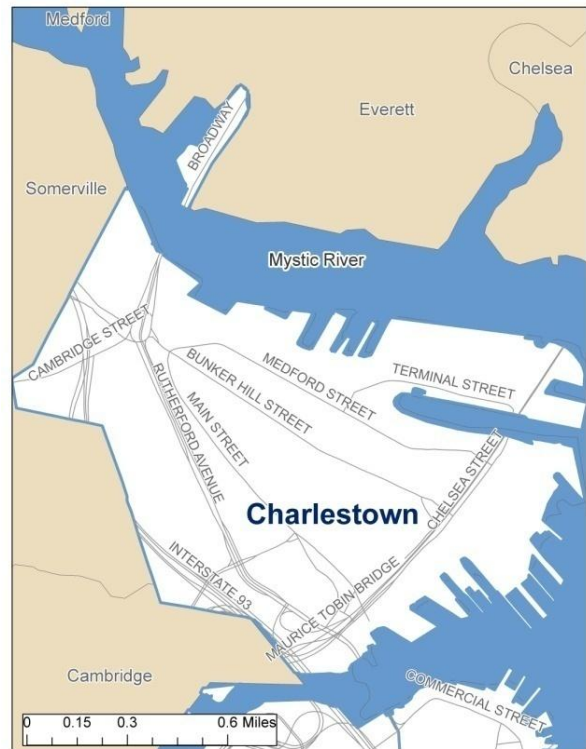 Medford
Chelsea
Everett
BROADWAY
Somerville
Mystic River
CAMBRIDGE STREET
MEDFORD STREET
TERMINAL STREET
BUNKER HILL STREET
RUTHERFORD AVENUE
MAIN STREET
CHELSEA STREET
Charlestown
INTERSTATE 93
MAURICE TOBIN BRIDGE
Cambridge
COMMERCIAL STREET
0 0.15 0.3 0.6 Miles